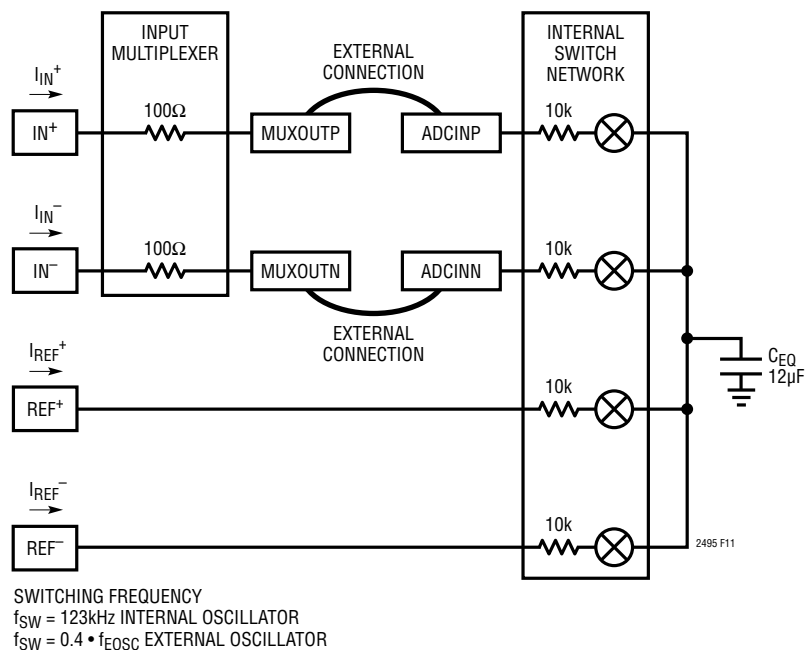 INPUT
MULTIPLEXER
INTERNAL
SWITCH
NETWORK
EXTERNAL
CONNECTION
IIN+
100Ω
10k
IN+
MUXOUTP
ADCINP
IIN–
100Ω
10k
IN–
MUXOUTN
ADCINN
EXTERNAL
CONNECTION
IREF+
10k
REF+
CEQ
12µF
IREF–
10k
REF–
2495 F11
SWITCHING FREQUENCY
fSW = 123kHz INTERNAL OSCILLATOR
fSW = 0.4 • fEOSC EXTERNAL OSCILLATOR